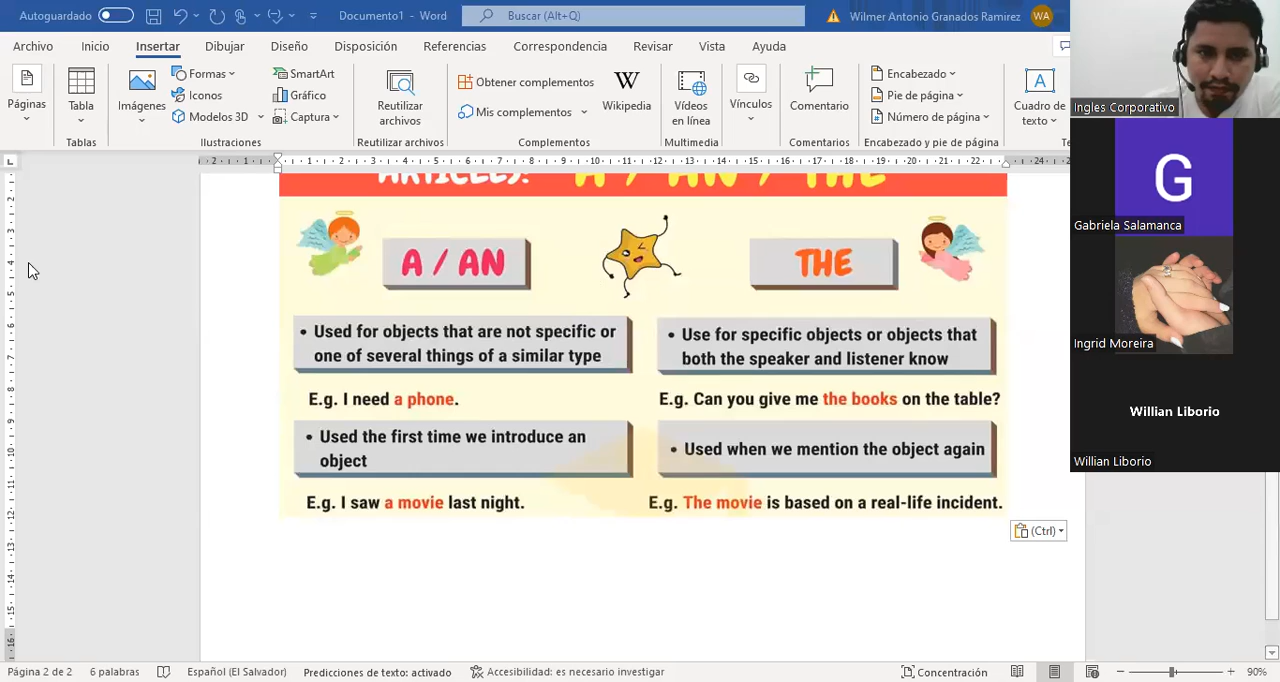 Autoguardado
Documento1 - Word
Buscar (Alt+Q)
Wilmer Antonio Granados Ramirez
WA
Archivo Inicio Insertar Dibujar Diseño Disposición Referencias Correspondencia Revisar Vista Ayuda
Páginas
Tabla
Tablas
Imágenes
Formas
Iconos
Modelos 3D
SmartArt
Gráfico
Captura
Ilustraciones
Reutilizar
archivos
Reutilizar archivos
Obtener complementos
Mis complementos
W
Wikipedia
Complementos
Vídeos
en línea
Multimedia
Vínculos
Comentario
Comentarios
Encabezado
Pie de página
Número de página
Encabezado y pie de página
A
Cuadro de
texto
Ingles Corporativo
G
Gabriela Salamanca
Ingrid Moreira
Willian Liborio
Willian Liborio
ARTICLES: A / AN / THE
A / AN
THE
• Used for objects that are not specific or
one of several things of a similar type
• Use for specific objects or objects that
both the speaker and listener know
E.g. I need a phone.
E.g. Can you give me the books on the table?
• Used the first time we introduce an
object
• Used when we mention the object again
E.g. I saw a movie last night.
E.g. The movie is based on a real-life incident.
(Ctrl)
Página 2 de 2
6 palabras
Español (El Salvador)
Predicciones de texto: activado
Accesibilidad: es necesario investigar
Concentración
90%